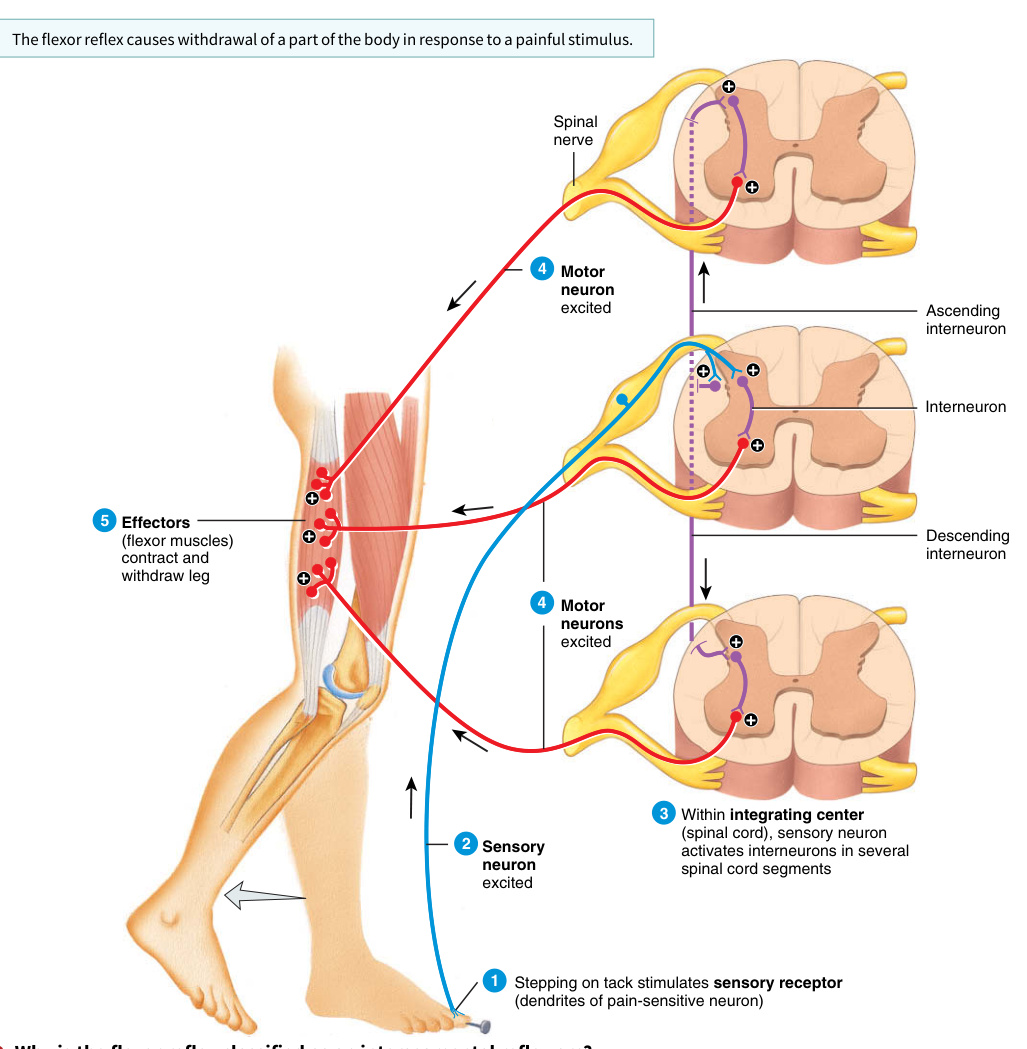 The flexor reflex causes withdrawal of a part of the body in response to a painful stimulus.
Spinal
nerve
4 Motor
neuron
excited
Ascending
interneuron
Interneuron
5 Effectors
(flexor muscles)
contract and
withdraw leg
Descending
interneuron
4 Motor
neurons
excited
3 Within integrating center
(spinal cord), sensory neuron
activates interneurons in several
spinal cord segments
2 Sensory
neuron
excited
1 Stepping on tack stimulates sensory receptor
(dendrites of pain-sensitive neuron)